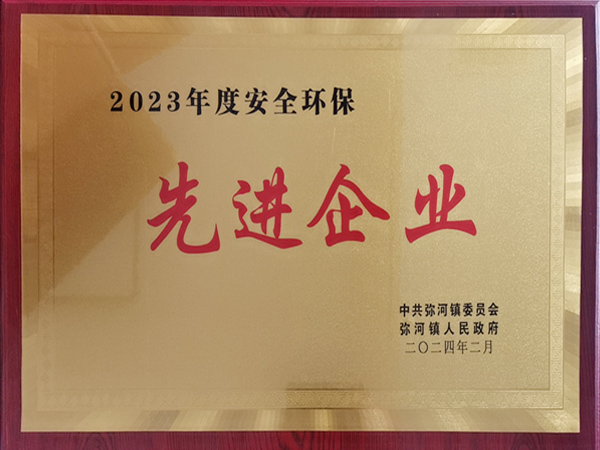 2023年度安全环保
先进企业
中共弥河镇委员会
弥河镇人民政府
二〇二四年二月